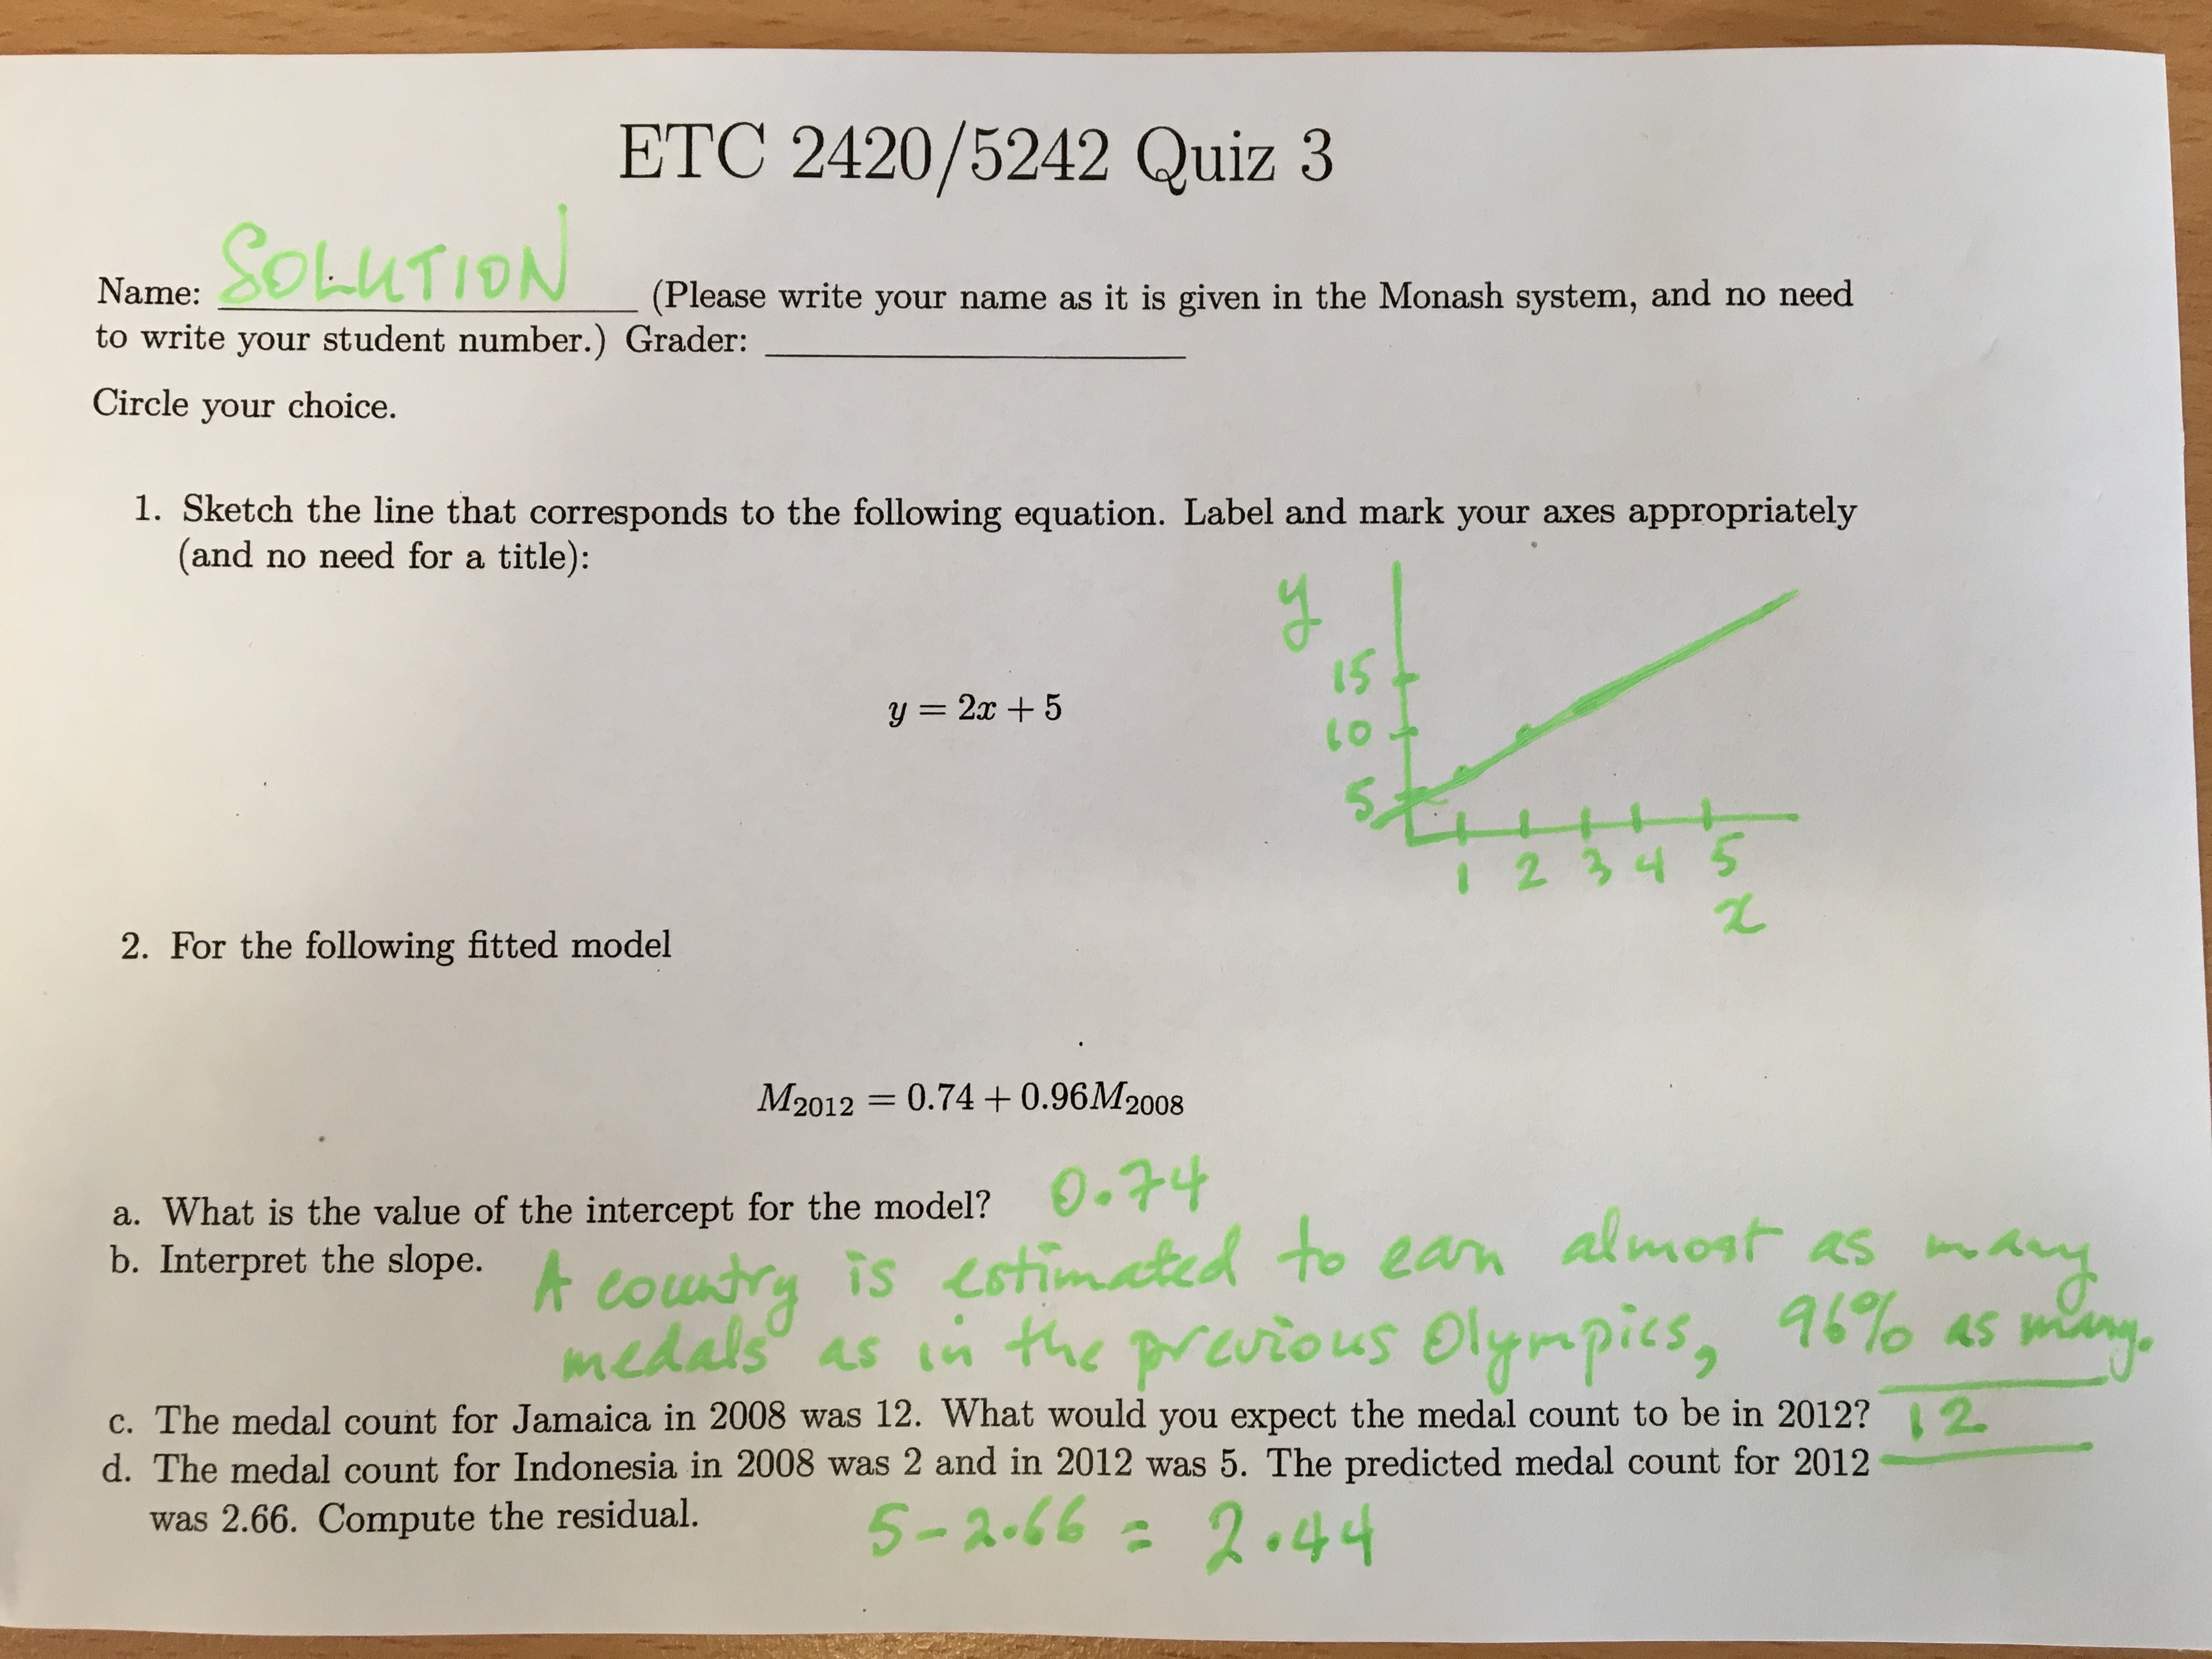 ETC 2420/5242 Quiz 3
Name: SOLUTION (Please write your name as it is given in the Monash system, and no need
to write your student number.) Grader:
Circle your choice.
1. Sketch the line that corresponds to the following equation. Label and mark your axes appropriately
(and no need for a title):
y
15
10
5
1 2 3 4 5
x
y = 2x + 5
2. For the following fitted model
M₂₀₁₂ = 0.74 + 0.96M₂₀₀₈
a. What is the value of the intercept for the model? 0.74
b. Interpret the slope. A country is estimated to earn almost as many
medals as in the previous Olympics, 96% as many.
c. The medal count for Jamaica in 2008 was 12. What would you expect the medal count to be in 2012? 12
d. The medal count for Indonesia in 2008 was 2 and in 2012 was 5. The predicted medal count for 2012
was 2.66. Compute the residual. 5-2.66 = 2.44